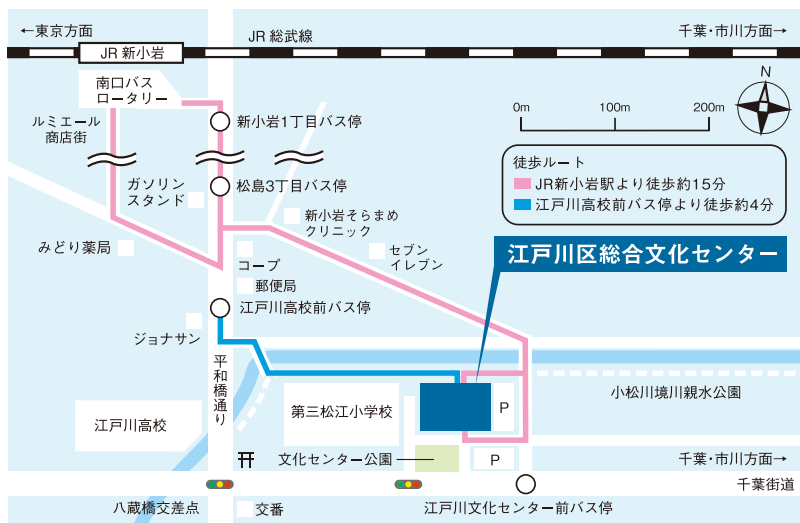 ←東京方面
JR 総武線
千葉・市川方面→
JR 新小岩
南口バス
ロータリー
N
0m 100m 200m
ルミエール
商店街
新小岩1丁目バス停
徒歩ルート
JR新小岩駅より徒歩約15分
江戸川高校前バス停より徒歩約4分
ガソリン
スタンド
松島3丁目バス停
新小岩そらまめ
クリニック
みどり薬局
コープ
セブン
イレブン
江戸川区総合文化センター
郵便局
江戸川高校前バス停
ジョナサン
平和橋通り
小松川境川親水公園
江戸川高校
第三松江小学校
P
文化センター公園
P
千葉・市川方面→
千葉街道
八蔵橋交差点
交番
江戸川文化センター前バス停